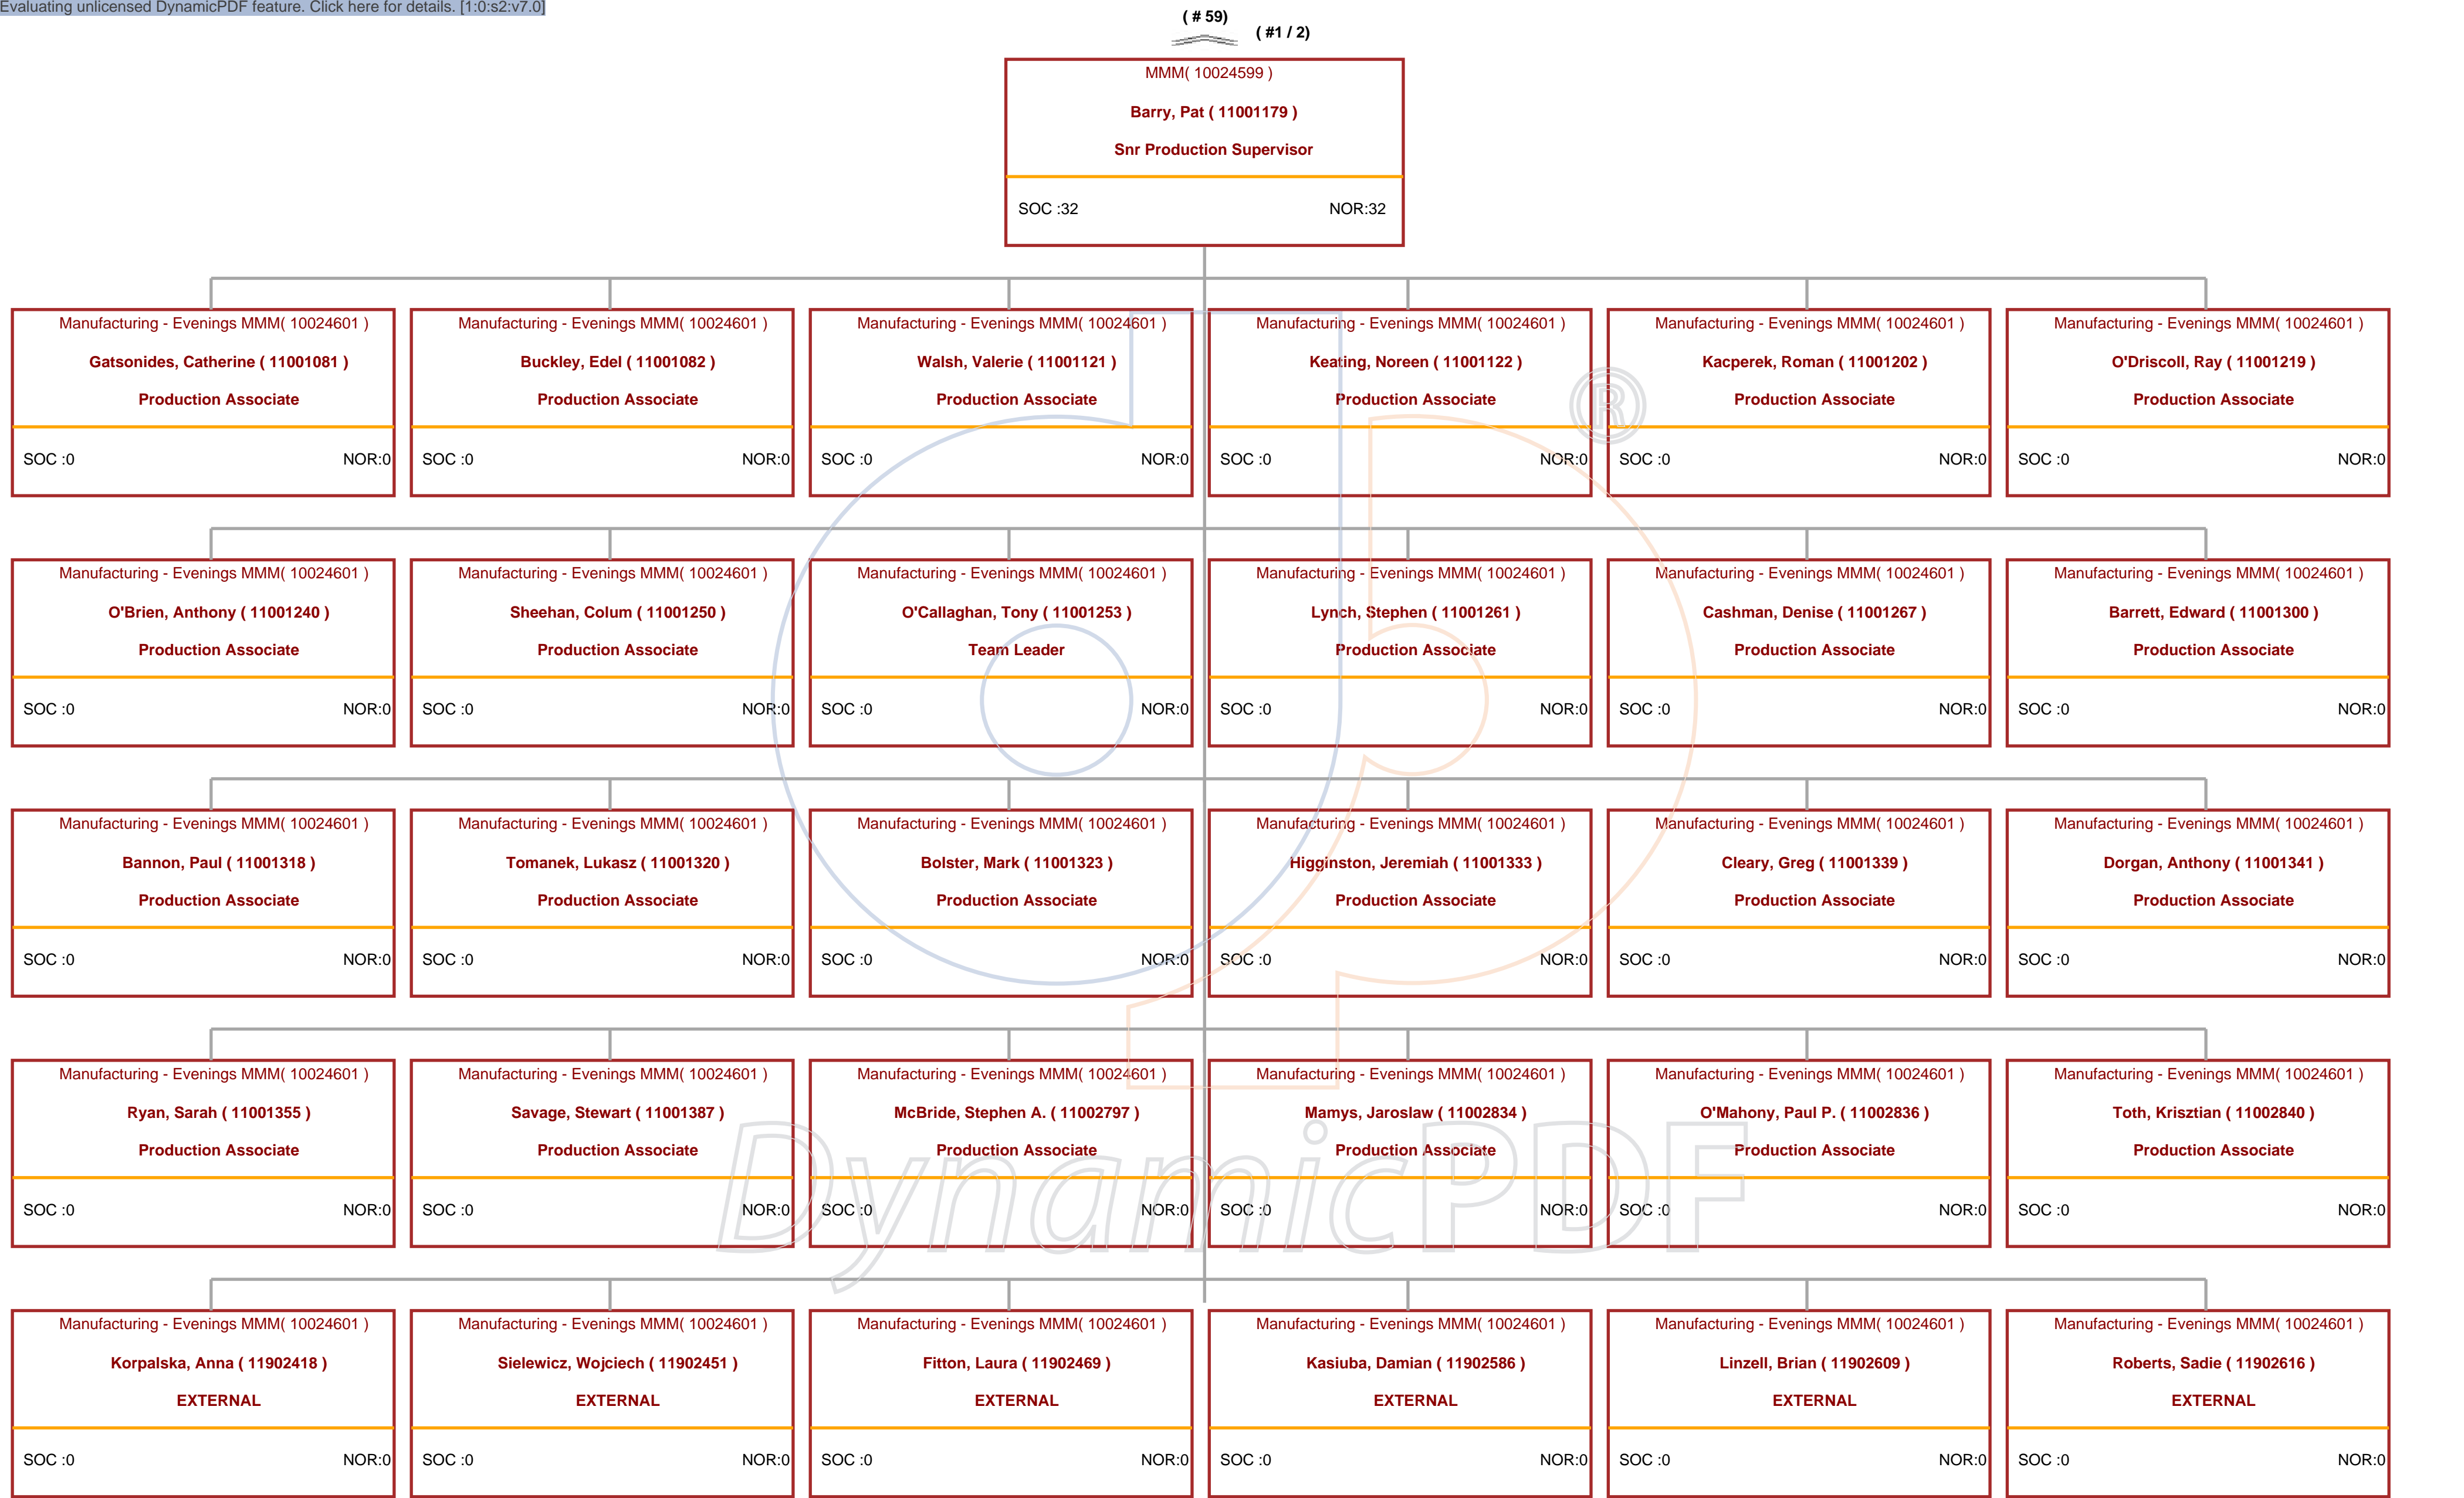 Evaluating unlicensed DynamicPDF feature. Click here for details. [1:0:s2:v7.0]
( # 59)
( #1 / 2)
MMM( 10024599 )
Barry, Pat ( 11001179 )
Snr Production Supervisor
SOC :32 NOR:32
Manufacturing - Evenings MMM( 10024601 )
Gatsonides, Catherine ( 11001081 )
Production Associate
SOC :0 NOR:0
Manufacturing - Evenings MMM( 10024601 )
Buckley, Edel ( 11001082 )
Production Associate
SOC :0 NOR:0
Manufacturing - Evenings MMM( 10024601 )
Walsh, Valerie ( 11001121 )
Production Associate
SOC :0 NOR:0
Manufacturing - Evenings MMM( 10024601 )
Keating, Noreen ( 11001122 )
Production Associate
SOC :0 NOR:0
Manufacturing - Evenings MMM( 10024601 )
Kacperek, Roman ( 11001202 )
Production Associate
SOC :0 NOR:0
Manufacturing - Evenings MMM( 10024601 )
O'Driscoll, Ray ( 11001219 )
Production Associate
SOC :0 NOR:0
Manufacturing - Evenings MMM( 10024601 )
O'Brien, Anthony ( 11001240 )
Production Associate
SOC :0 NOR:0
Manufacturing - Evenings MMM( 10024601 )
Sheehan, Colum ( 11001250 )
Production Associate
SOC :0 NOR:0
Manufacturing - Evenings MMM( 10024601 )
O'Callaghan, Tony ( 11001253 )
Team Leader
SOC :0 NOR:0
Manufacturing - Evenings MMM( 10024601 )
Lynch, Stephen ( 11001261 )
Production Associate
SOC :0 NOR:0
Manufacturing - Evenings MMM( 10024601 )
Cashman, Denise ( 11001267 )
Production Associate
SOC :0 NOR:0
Manufacturing - Evenings MMM( 10024601 )
Barrett, Edward ( 11001300 )
Production Associate
SOC :0 NOR:0
Manufacturing - Evenings MMM( 10024601 )
Bannon, Paul ( 11001318 )
Production Associate
SOC :0 NOR:0
Manufacturing - Evenings MMM( 10024601 )
Tomanek, Lukasz ( 11001320 )
Production Associate
SOC :0 NOR:0
Manufacturing - Evenings MMM( 10024601 )
Bolster, Mark ( 11001323 )
Production Associate
SOC :0 NOR:0
Manufacturing - Evenings MMM( 10024601 )
Higginston, Jeremiah ( 11001333 )
Production Associate
SOC :0 NOR:0
Manufacturing - Evenings MMM( 10024601 )
Cleary, Greg ( 11001339 )
Production Associate
SOC :0 NOR:0
Manufacturing - Evenings MMM( 10024601 )
Dorgan, Anthony ( 11001341 )
Production Associate
SOC :0 NOR:0
Manufacturing - Evenings MMM( 10024601 )
Ryan, Sarah ( 11001355 )
Production Associate
SOC :0 NOR:0
Manufacturing - Evenings MMM( 10024601 )
Savage, Stewart ( 11001387 )
Production Associate
SOC :0 NOR:0
Manufacturing - Evenings MMM( 10024601 )
McBride, Stephen A. ( 11002797 )
Production Associate
SOC :0 NOR:0
Manufacturing - Evenings MMM( 10024601 )
Mamys, Jaroslaw ( 11002834 )
Production Associate
SOC :0 NOR:0
Manufacturing - Evenings MMM( 10024601 )
O'Mahony, Paul P. ( 11002836 )
Production Associate
SOC :0 NOR:0
Manufacturing - Evenings MMM( 10024601 )
Toth, Krisztian ( 11002840 )
Production Associate
SOC :0 NOR:0
Manufacturing - Evenings MMM( 10024601 )
Korpalska, Anna ( 11902418 )
EXTERNAL
SOC :0 NOR:0
Manufacturing - Evenings MMM( 10024601 )
Sielewicz, Wojciech ( 11902451 )
EXTERNAL
SOC :0 NOR:0
Manufacturing - Evenings MMM( 10024601 )
Fitton, Laura ( 11902469 )
EXTERNAL
SOC :0 NOR:0
Manufacturing - Evenings MMM( 10024601 )
Kasiuba, Damian ( 11902586 )
EXTERNAL
SOC :0 NOR:0
Manufacturing - Evenings MMM( 10024601 )
Linzell, Brian ( 11902609 )
EXTERNAL
SOC :0 NOR:0
Manufacturing - Evenings MMM( 10024601 )
Roberts, Sadie ( 11902616 )
EXTERNAL
SOC :0 NOR:0
®
DynamicPDF